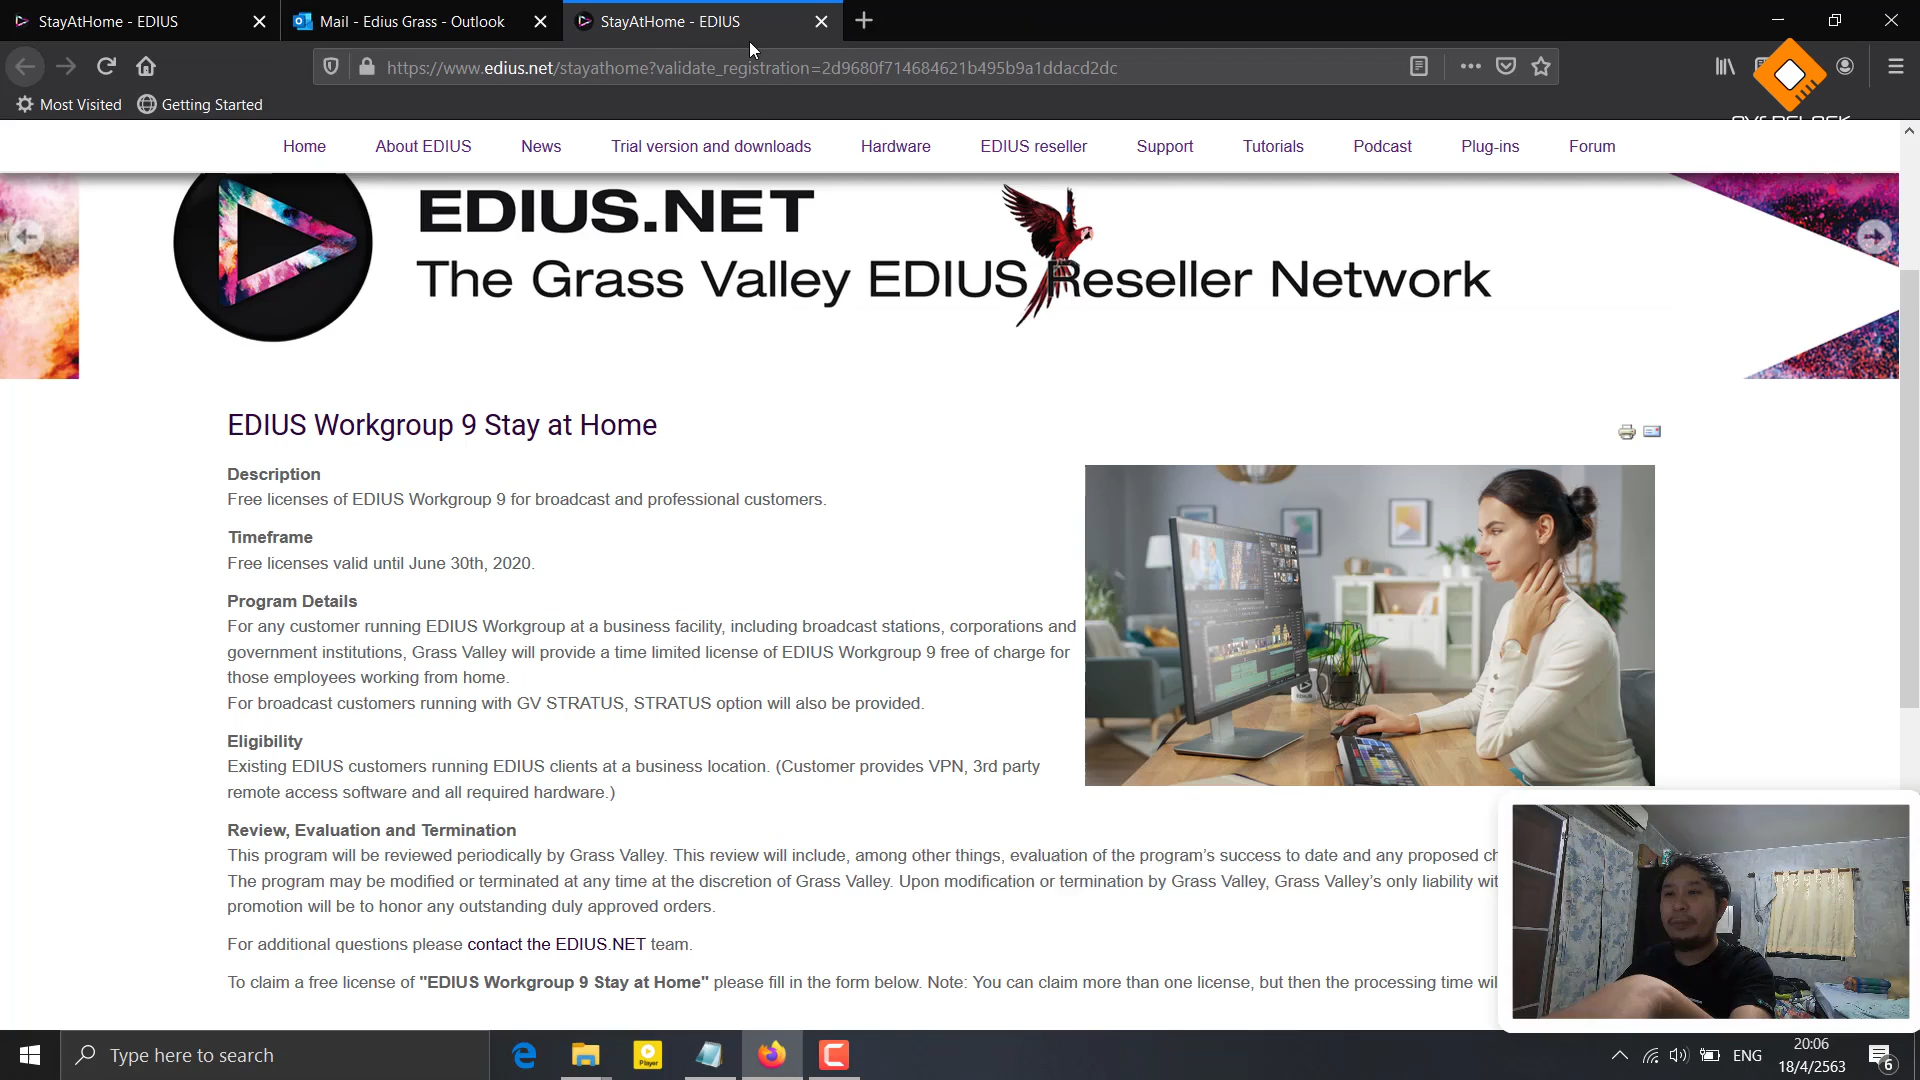 StayAtHome - EDIUS
Mail - Edius Grass - Outlook
StayAtHome - EDIUS
https://www.edius.net/stayathome?validate_registration=2d9680f714684621b495b9a1ddacd2dc
Most Visited
Getting Started
Home
About EDIUS
News
Trial version and downloads
Hardware
EDIUS reseller
Support
Tutorials
Podcast
Plug-ins
Forum
EDIUS.NET
The Grass Valley EDIUS Reseller Network
EDIUS Workgroup 9 Stay at Home
Description
Free licenses of EDIUS Workgroup 9 for broadcast and professional customers.
Timeframe
Free licenses valid until June 30th, 2020.
Program Details
For any customer running EDIUS Workgroup at a business facility, including broadcast stations, corporations and
government institutions, Grass Valley will provide a time limited license of EDIUS Workgroup 9 free of charge for
those employees working from home.
For broadcast customers running with GV STRATUS, STRATUS option will also be provided.
Eligibility
Existing EDIUS customers running EDIUS clients at a business location. (Customer provides VPN, 3rd party
remote access software and all required hardware.)
Review, Evaluation and Termination
This program will be reviewed periodically by Grass Valley. This review will include, among other things, evaluation of the program's success to date and any proposed ch
The program may be modified or terminated at any time at the discretion of Grass Valley. Upon modification or termination by Grass Valley, Grass Valley's only liability wit
promotion will be to honor any outstanding duly approved orders.
For additional questions please contact the EDIUS.NET team.
To claim a free license of "EDIUS Workgroup 9 Stay at Home" please fill in the form below. Note: You can claim more than one license, but then the processing time wil
Type here to search
Player
ENG
20:06
18/4/2563
6